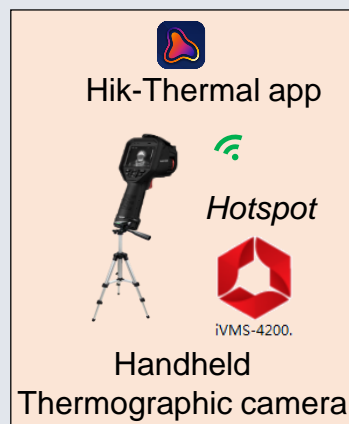 Hik-Thermal app
Hotspot
iVMS-4200.
Handheld
Thermographic camera